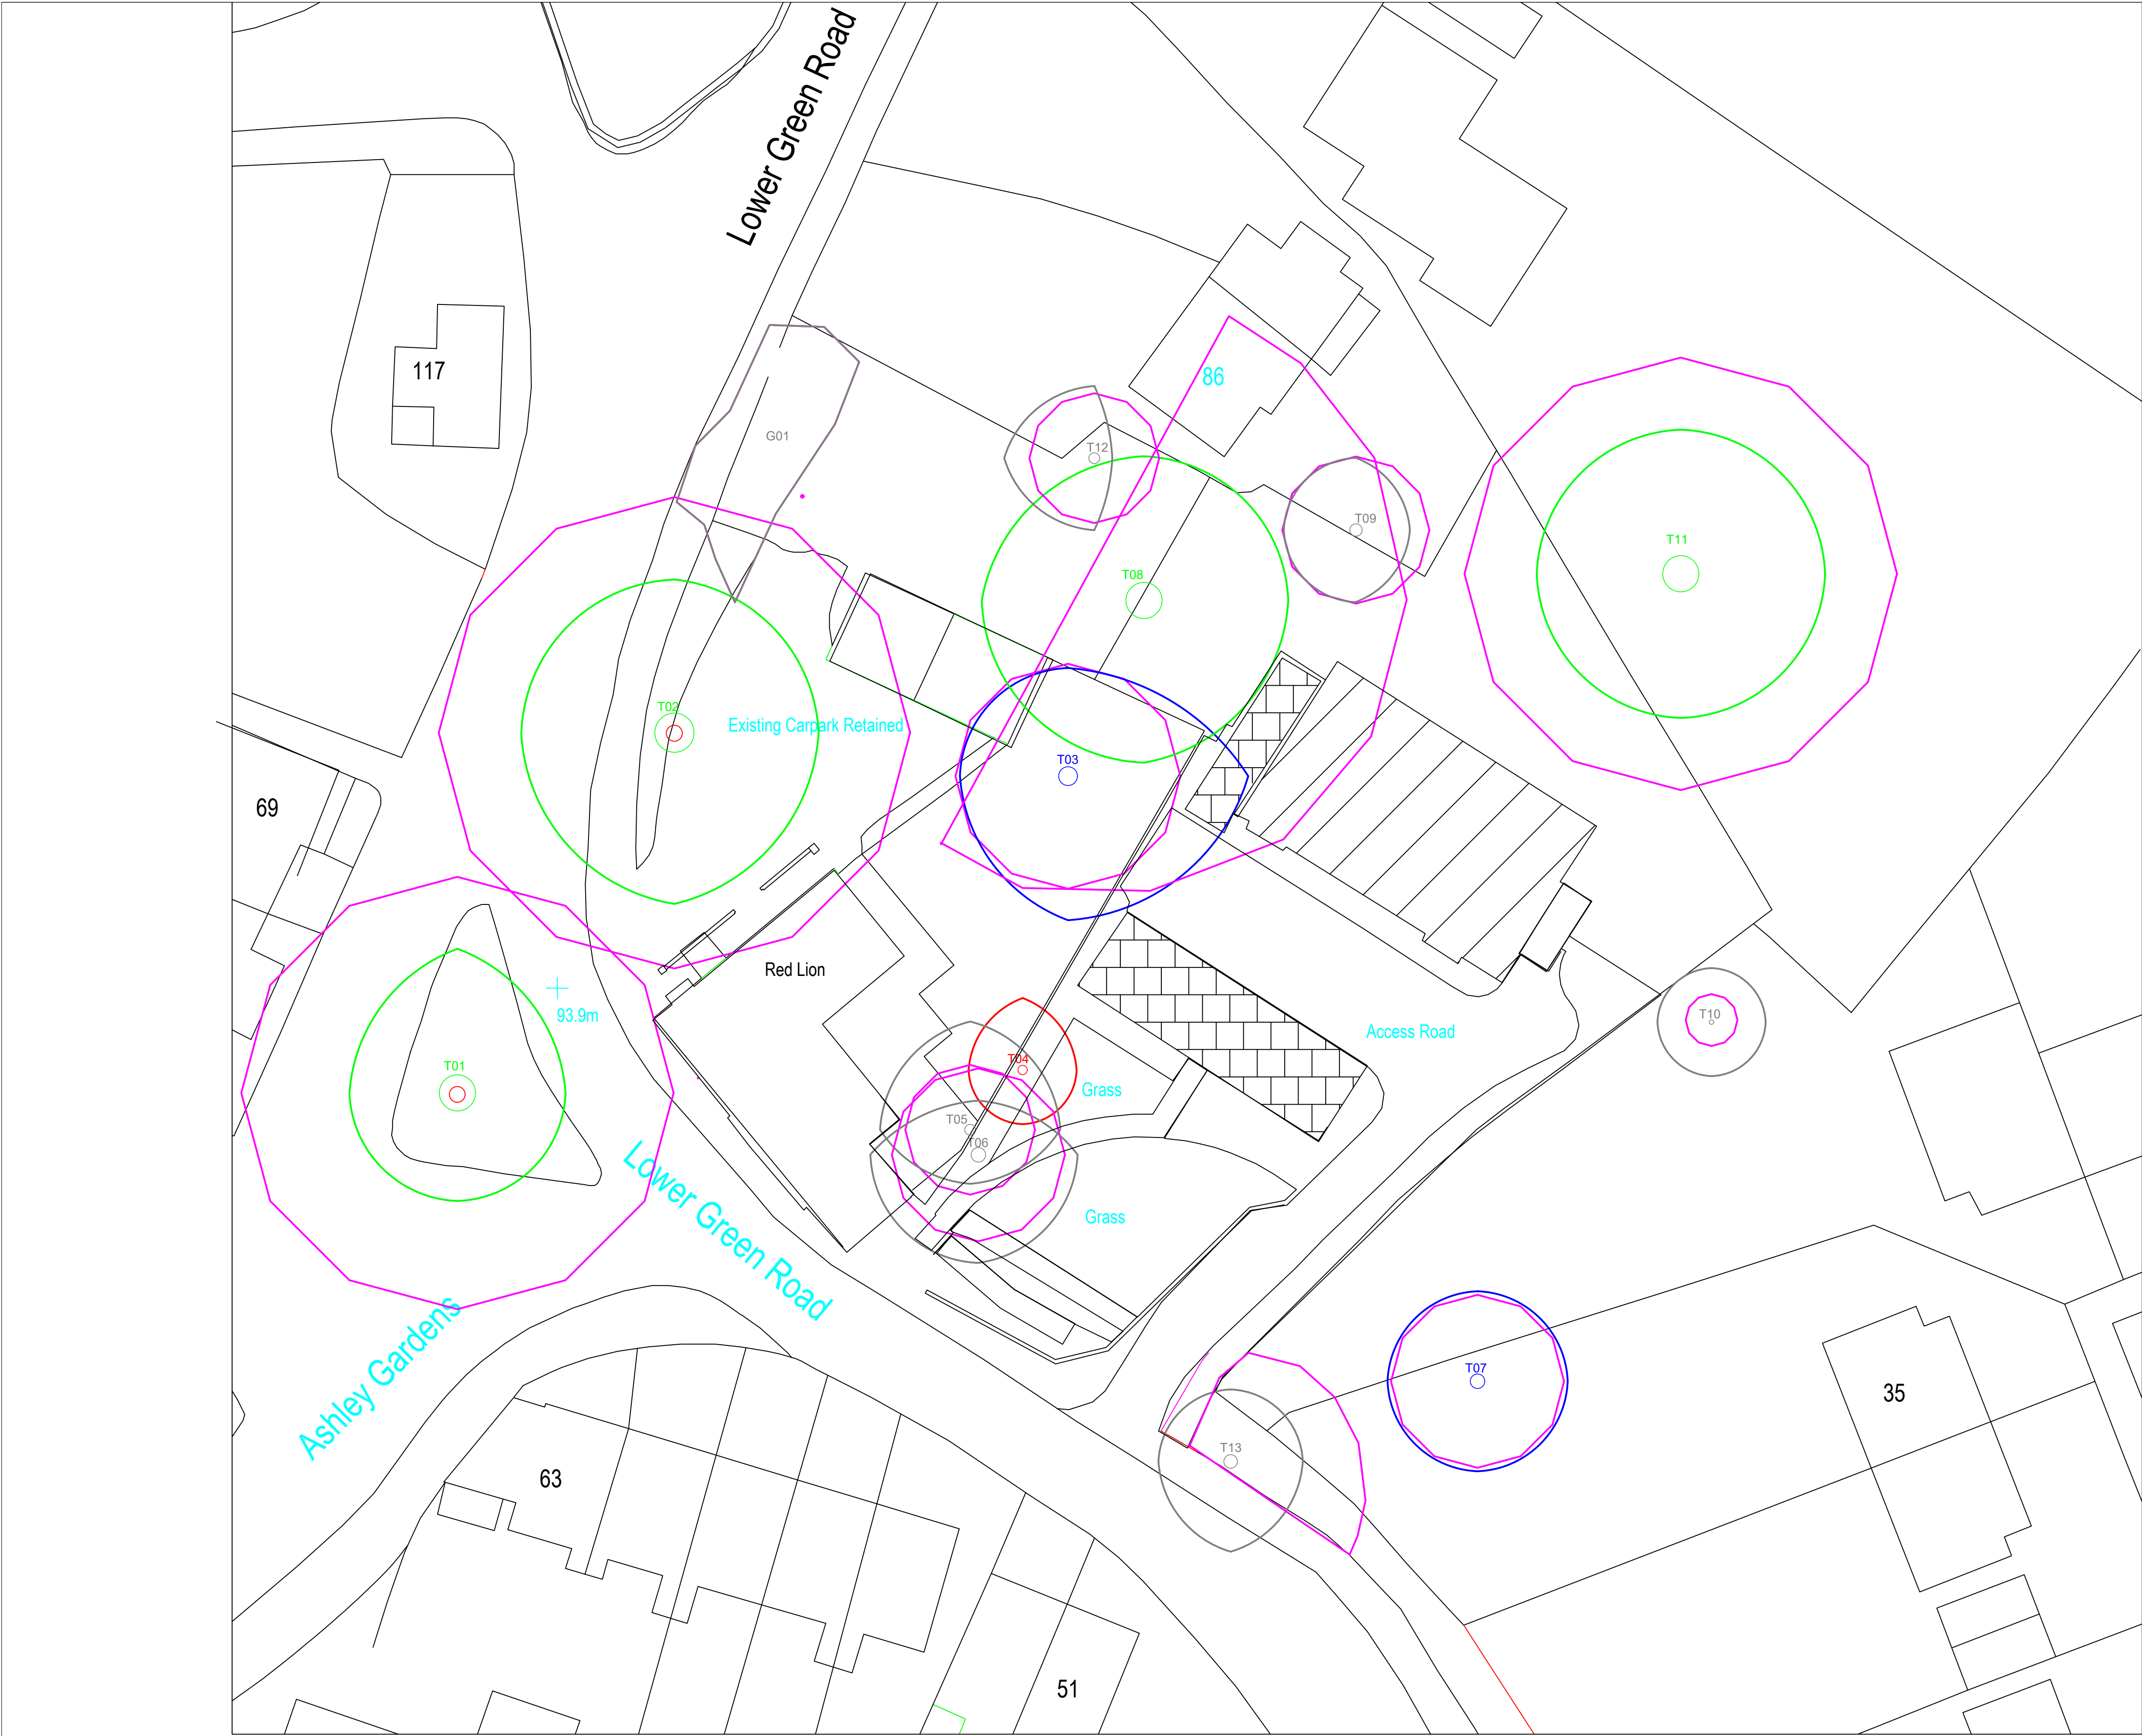 Lower Green Road
117
86
G01
T12
T09
T11
T08
T02
Existing Carpark Retained
T03
69
Red Lion
93.9m
T10
Access Road
T04
T01
Grass
T05
T06
Lower Green Road
Grass
Ashley Gardens
T07
35
T13
63
51